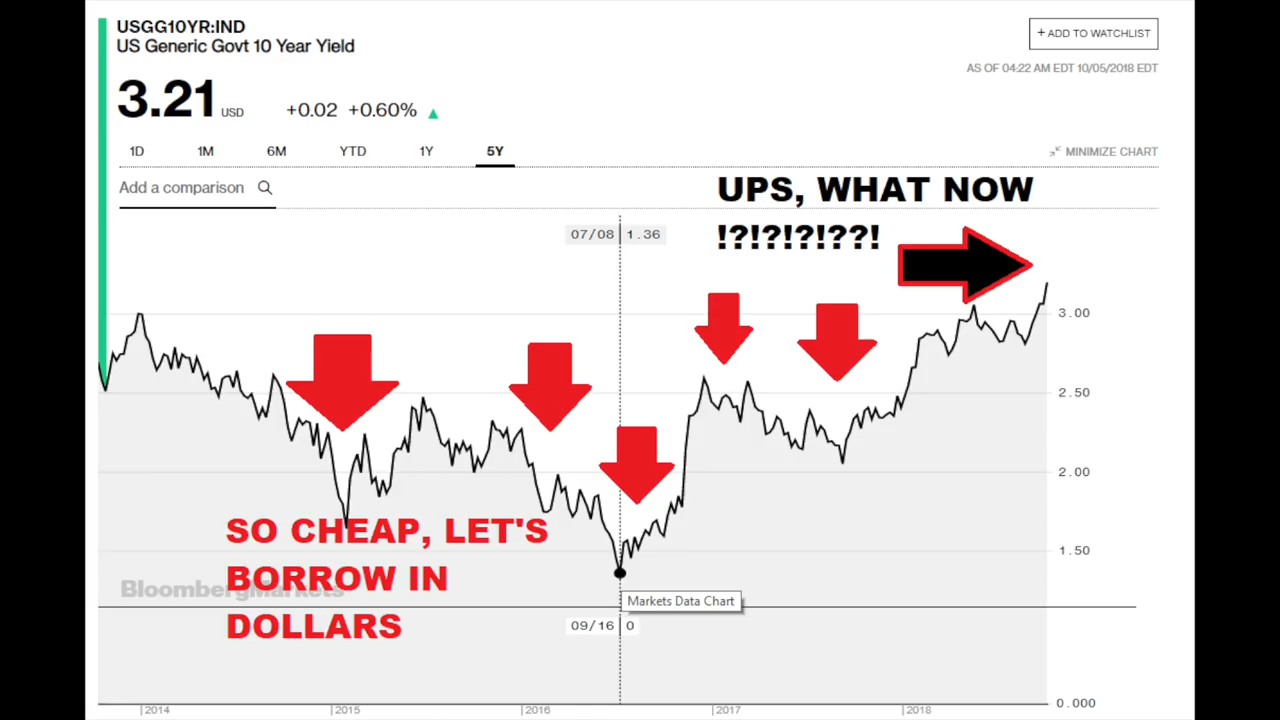 USGG10YR:IND
US Generic Govt 10 Year Yield
+ ADD TO WATCHLIST
AS OF 04:22 AM EDT 10/05/2018 EDT
3.21 USD +0.02 +0.60% ▲
1D 1M 6M YTD 1Y 5Y
MINIMIZE CHART
Add a comparison
UPS, WHAT NOW
!?!?!?!??!
07/08 1.36
3.00
2.50
2.00
1.50
SO CHEAP, LET'S
BORROW IN
DOLLARS
BloombergMarkets
Markets Data Chart
09/16 0
0.000
2014 2015 2016 2017 2018